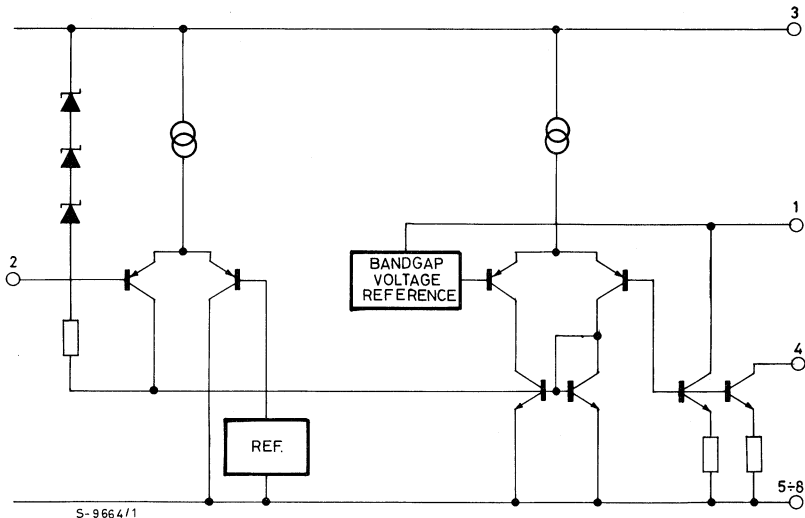 3
1
2
BANDGAP
VOLTAGE
REFERENCE
4
REF.
5÷8
S-9664/1